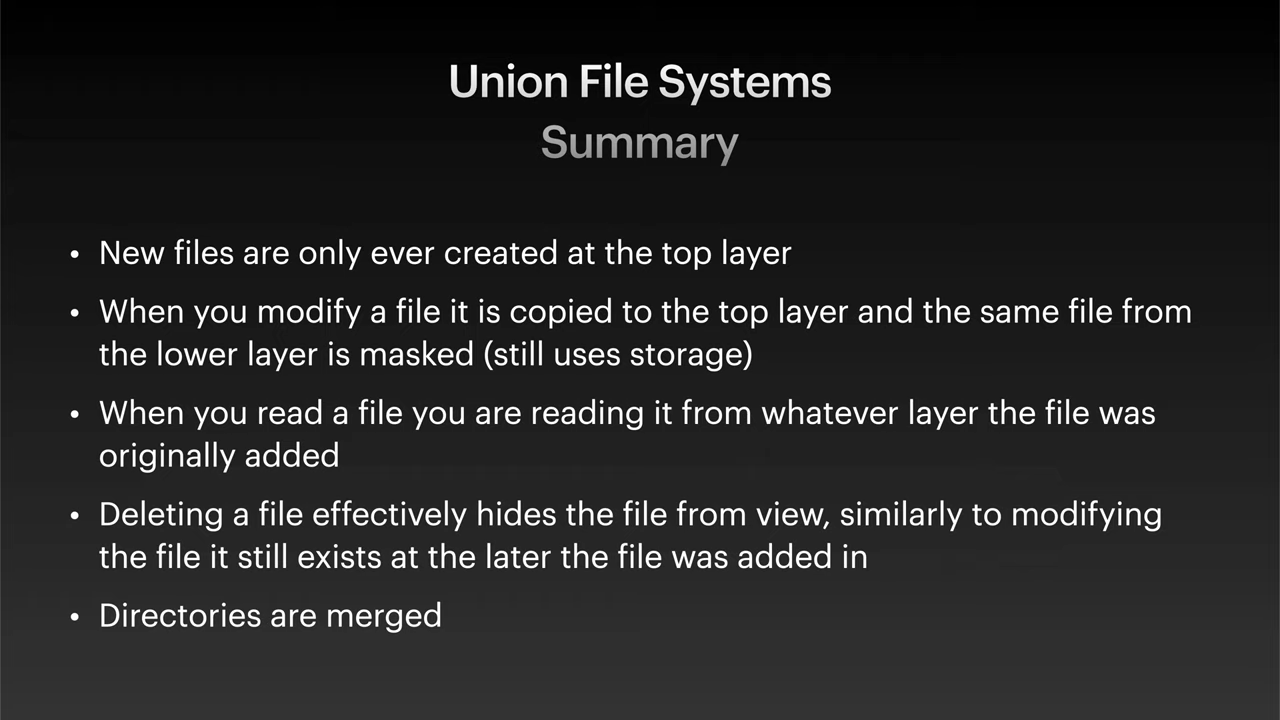 Union File Systems
Summary
• New files are only ever created at the top layer
• When you modify a file it is copied to the top layer and the same file from
the lower layer is masked (still uses storage)
• When you read a file you are reading it from whatever layer the file was
originally added
• Deleting a file effectively hides the file from view, similarly to modifying
the file it still exists at the later the file was added in
• Directories are merged